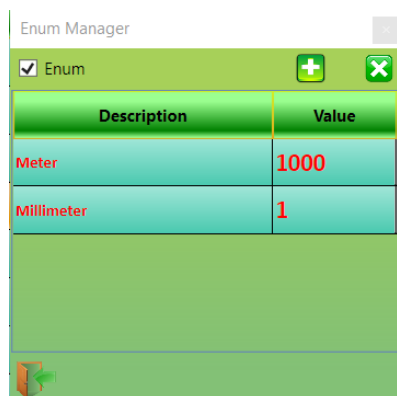 Enum Manager
Enum
Description Value
Meter 1000
Millimeter 1